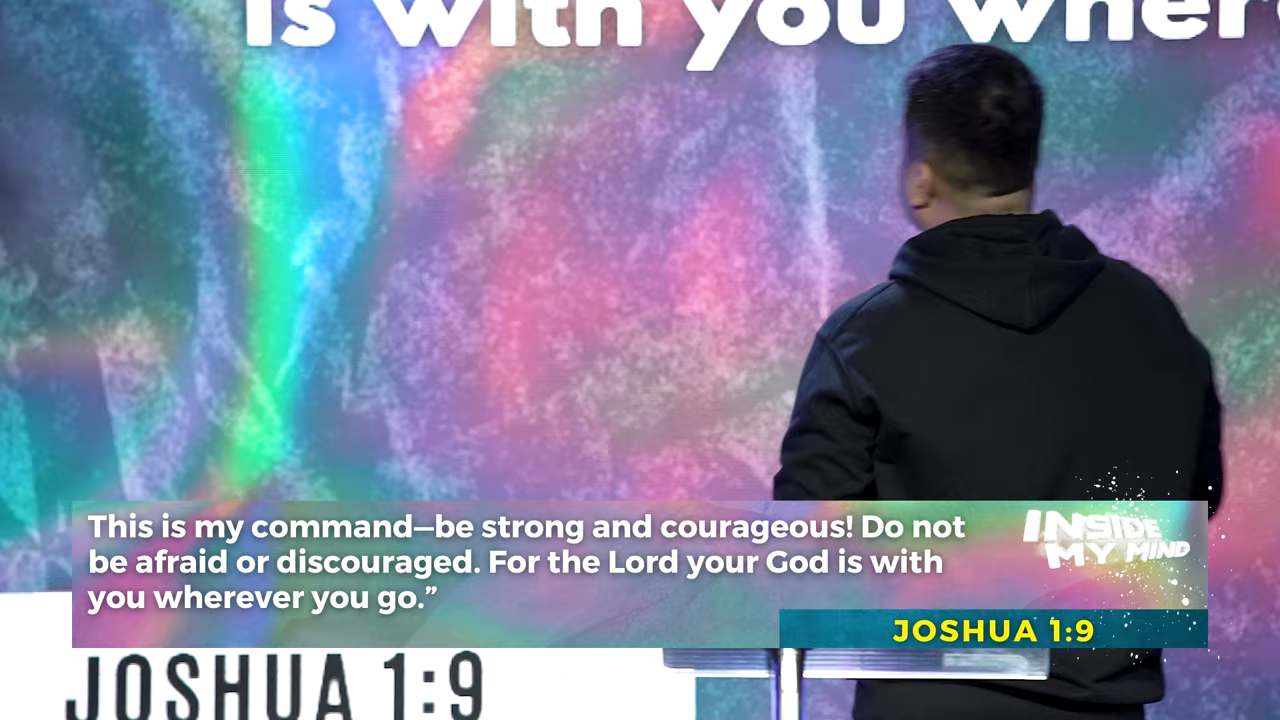 is with you wher
This is my command—be strong and courageous! Do not
be afraid or discouraged. For the Lord your God is with
you wherever you go.”
INSIDE
MY MIND
JOSHUA 1:9
JOSHUA 1:9